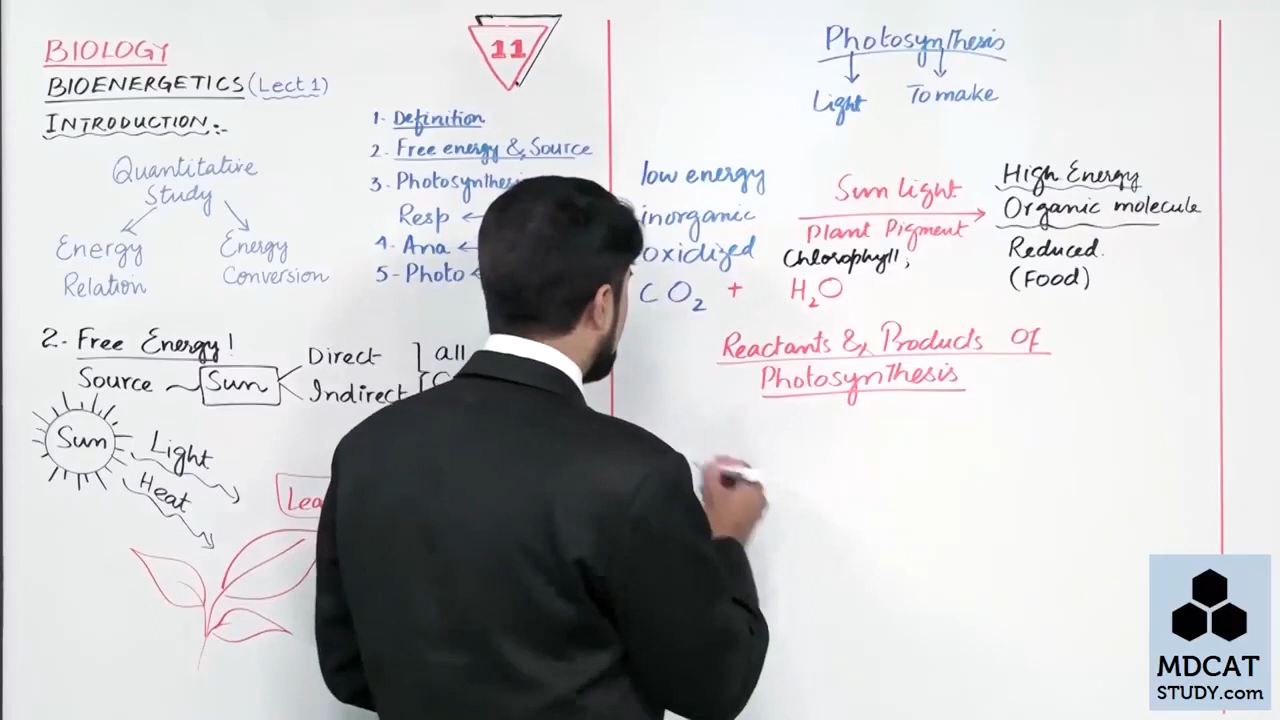 BIOLOGY
BIOENERGETICS (Lect 1)
INTRODUCTION:-
Quantitative
Study
Energy
Relation
Energy
Conversion
11
1- Definition
2. Free energy & Source
3. Photosynthesi
Resp
4. Ana
5- Photo
2- Free Energy!
Source Sun
Direct
Indirect
all
Sun
Light
Heat
Lea
Photosynthesis
Light
To make
low energy
inorganic
oxidized
CO2 + H2O
Sun light
Plant Pigment
Chlorophyll,
High Energy
Organic molecule
Reduced.
(Food)
Reactants & Products Of
Photosynthesis
MDCAT
STUDY.com